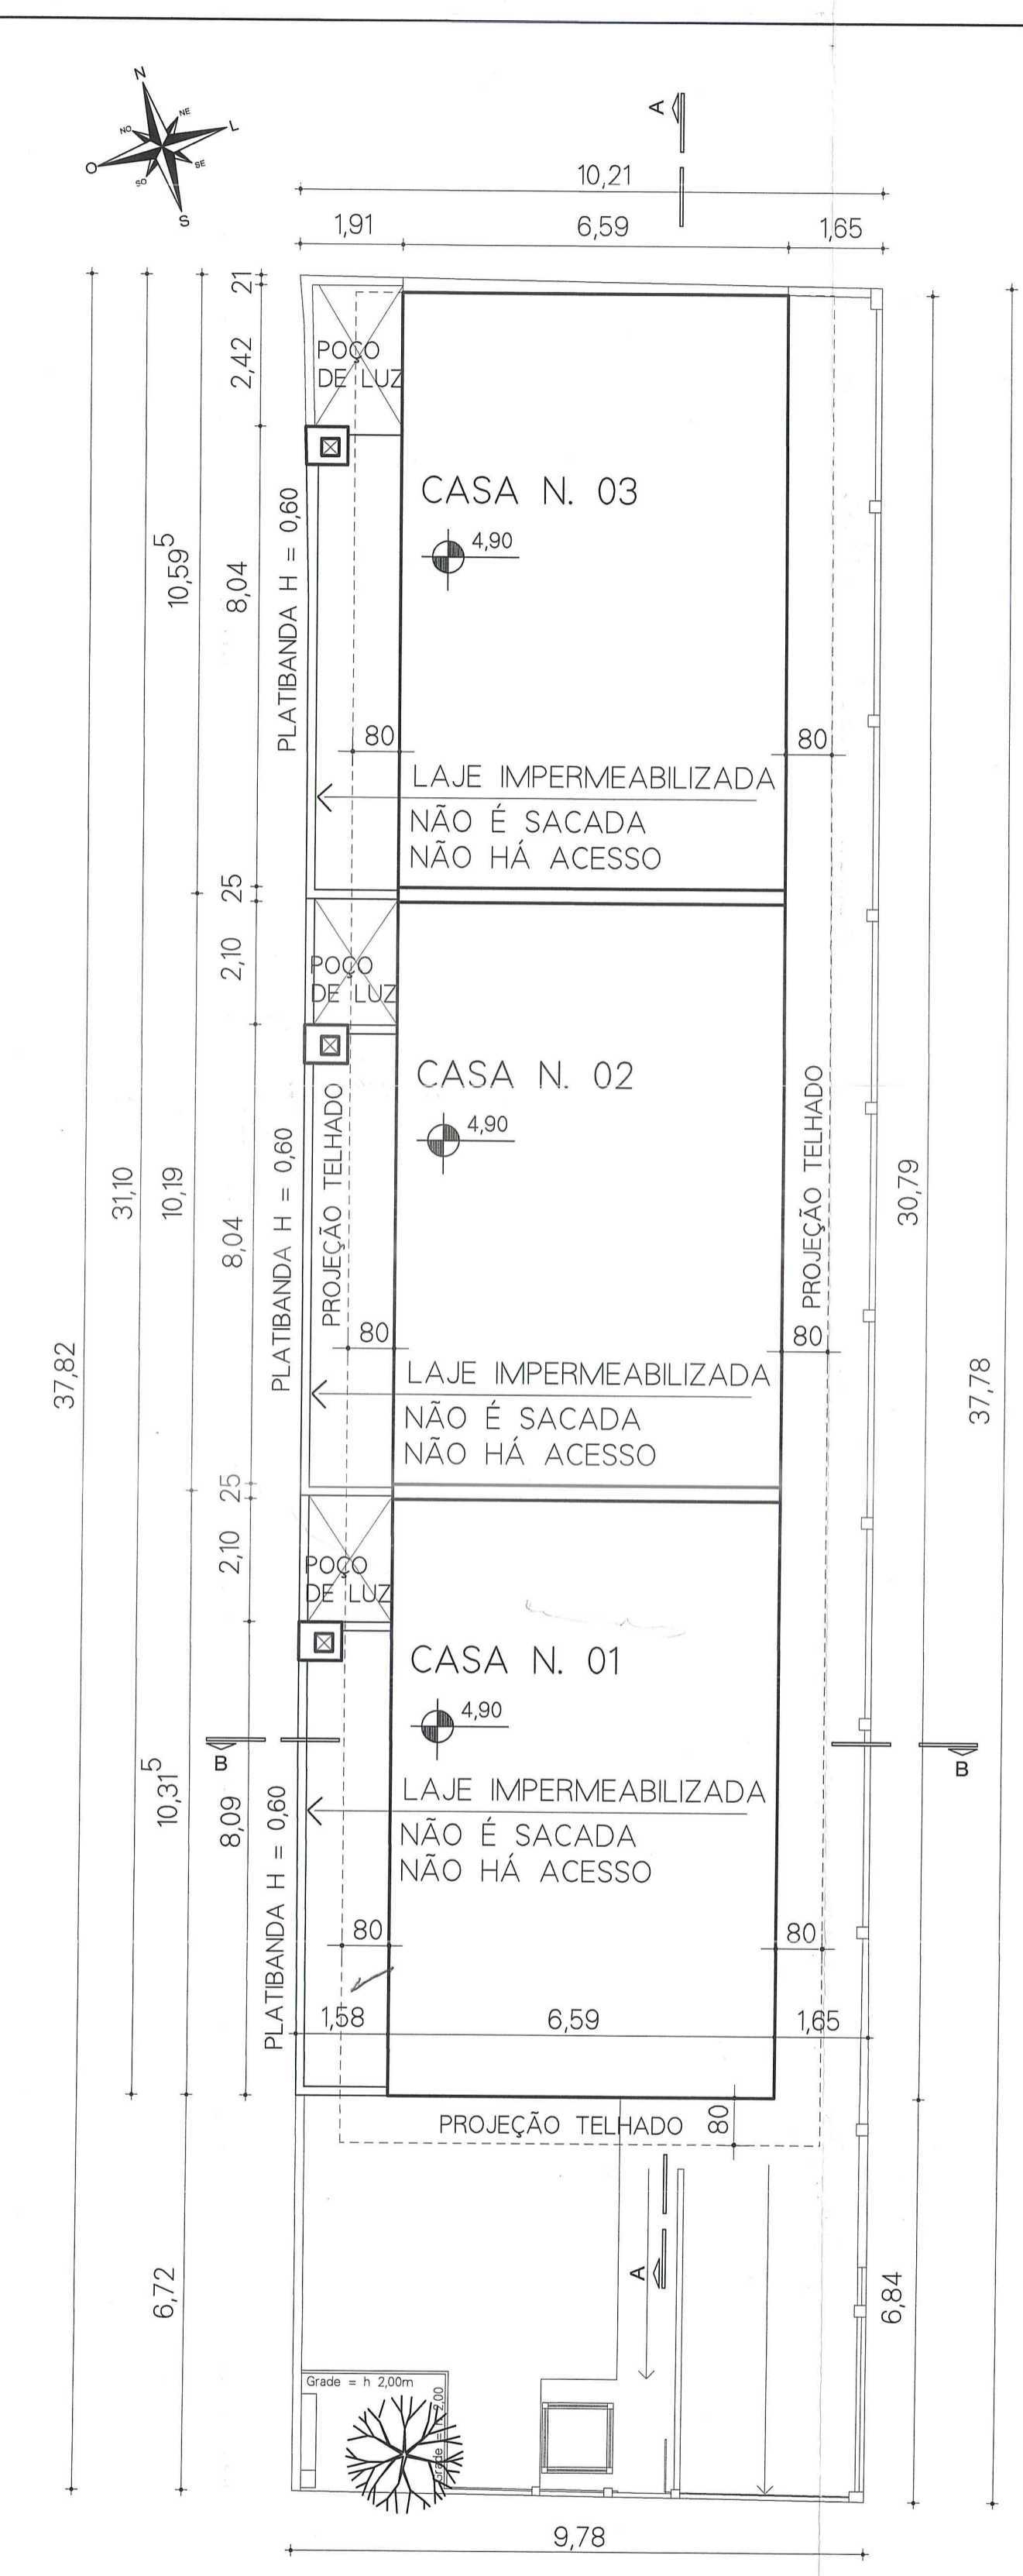 N
NE
NO
L
O
SE
SO
S
A
10,21
1,91
6,59
1,65
21
2,42
POÇO
DE LUZ
CASA N. 03
4,90
PLATIBANDA H = 0,60
10,59⁵
8,04
80
80
LAJE IMPERMEABILIZADA
NÃO É SACADA
NÃO HÁ ACESSO
25
2,10
POÇO
DE LUZ
CASA N. 02
4,90
PROJEÇÃO TELHADO
PROJEÇÃO TELHADO
PLATIBANDA H = 0,60
31,10
10,19
8,04
30,79
37,82
37,78
80
80
LAJE IMPERMEABILIZADA
NÃO É SACADA
NÃO HÁ ACESSO
25
2,10
POÇO
DE LUZ
CASA N. 01
4,90
B
B
10,31⁵
8,09
PLATIBANDA H = 0,60
LAJE IMPERMEABILIZADA
NÃO É SACADA
NÃO HÁ ACESSO
80
80
1,58
6,59
1,65
PROJEÇÃO TELHADO
80
A
6,72
6,84
Grade = h 2,00m
Grade = h 2,00
9,78